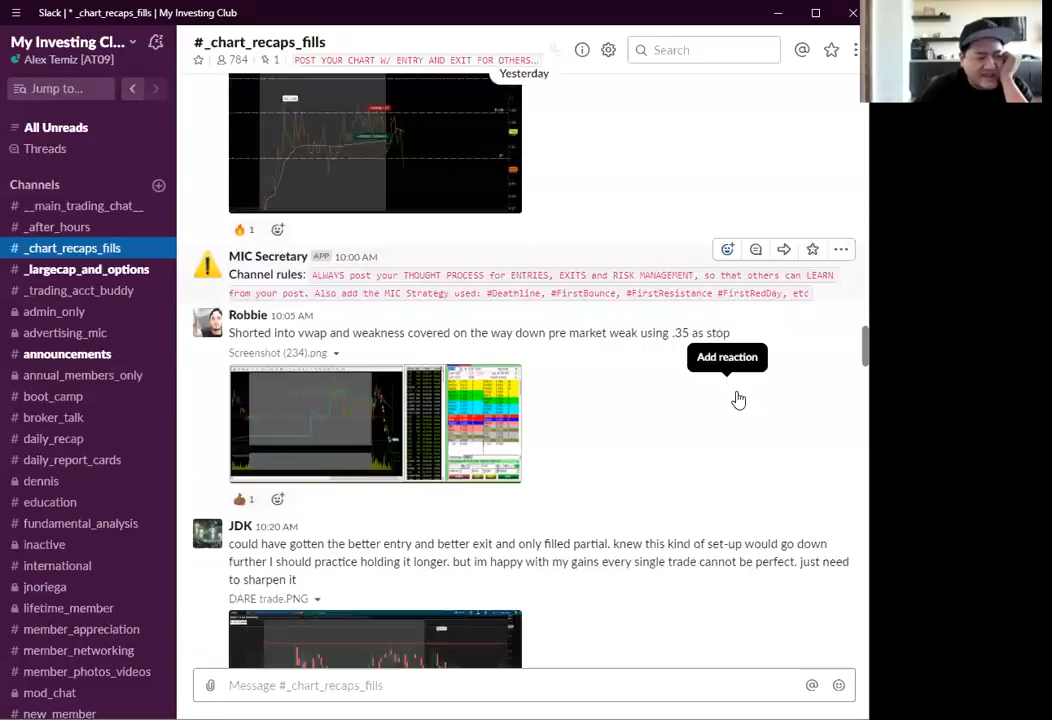 Slack | * _chart_recaps_fills | My Investing Club
My Investing Cl...
Alex Temiz [AT09]
Jump to...
All Unreads
Threads
Channels
# __main_trading_chat__
# _after_hours
# _chart_recaps_fills
# _largecap_and_options
# _trading_acct_buddy
admin_only
advertising_mic
# announcements
annual_members_only
# boot_camp
# broker_talk
# daily_recap
# daily_report_cards
dennis
# education
# fundamental_analysis
inactive
# international
jnoriega
lifetime_member
# member_appreciation
# member_networking
# member_photos_videos
mod_chat
# new_member
#_chart_recaps_fills
784
1
POST YOUR CHART W/ ENTRY AND EXIT FOR OTHERS...
Search
Yesterday
1
MIC Secretary APP 10:00 AM
Channel rules: ALWAYS post your THOUGHT PROCESS for ENTRIES, EXITS and RISK MANAGEMENT, so that others can LEARN
from your post. Also add the MIC Strategy used: #Deathline, #FirstBounce, #FirstResistance #FirstRedDay, etc
Robbie 10:05 AM
Shorted into vwap and weakness covered on the way down pre market weak using .35 as stop
Screenshot (234).png
Add reaction
1
JDK 10:20 AM
could have gotten the better entry and better exit and only filled partial. knew this kind of set-up would go down
further I should practice holding it longer. but im happy with my gains every single trade cannot be perfect. just need
to sharpen it
DARE trade.PNG
Message #_chart_recaps_fills